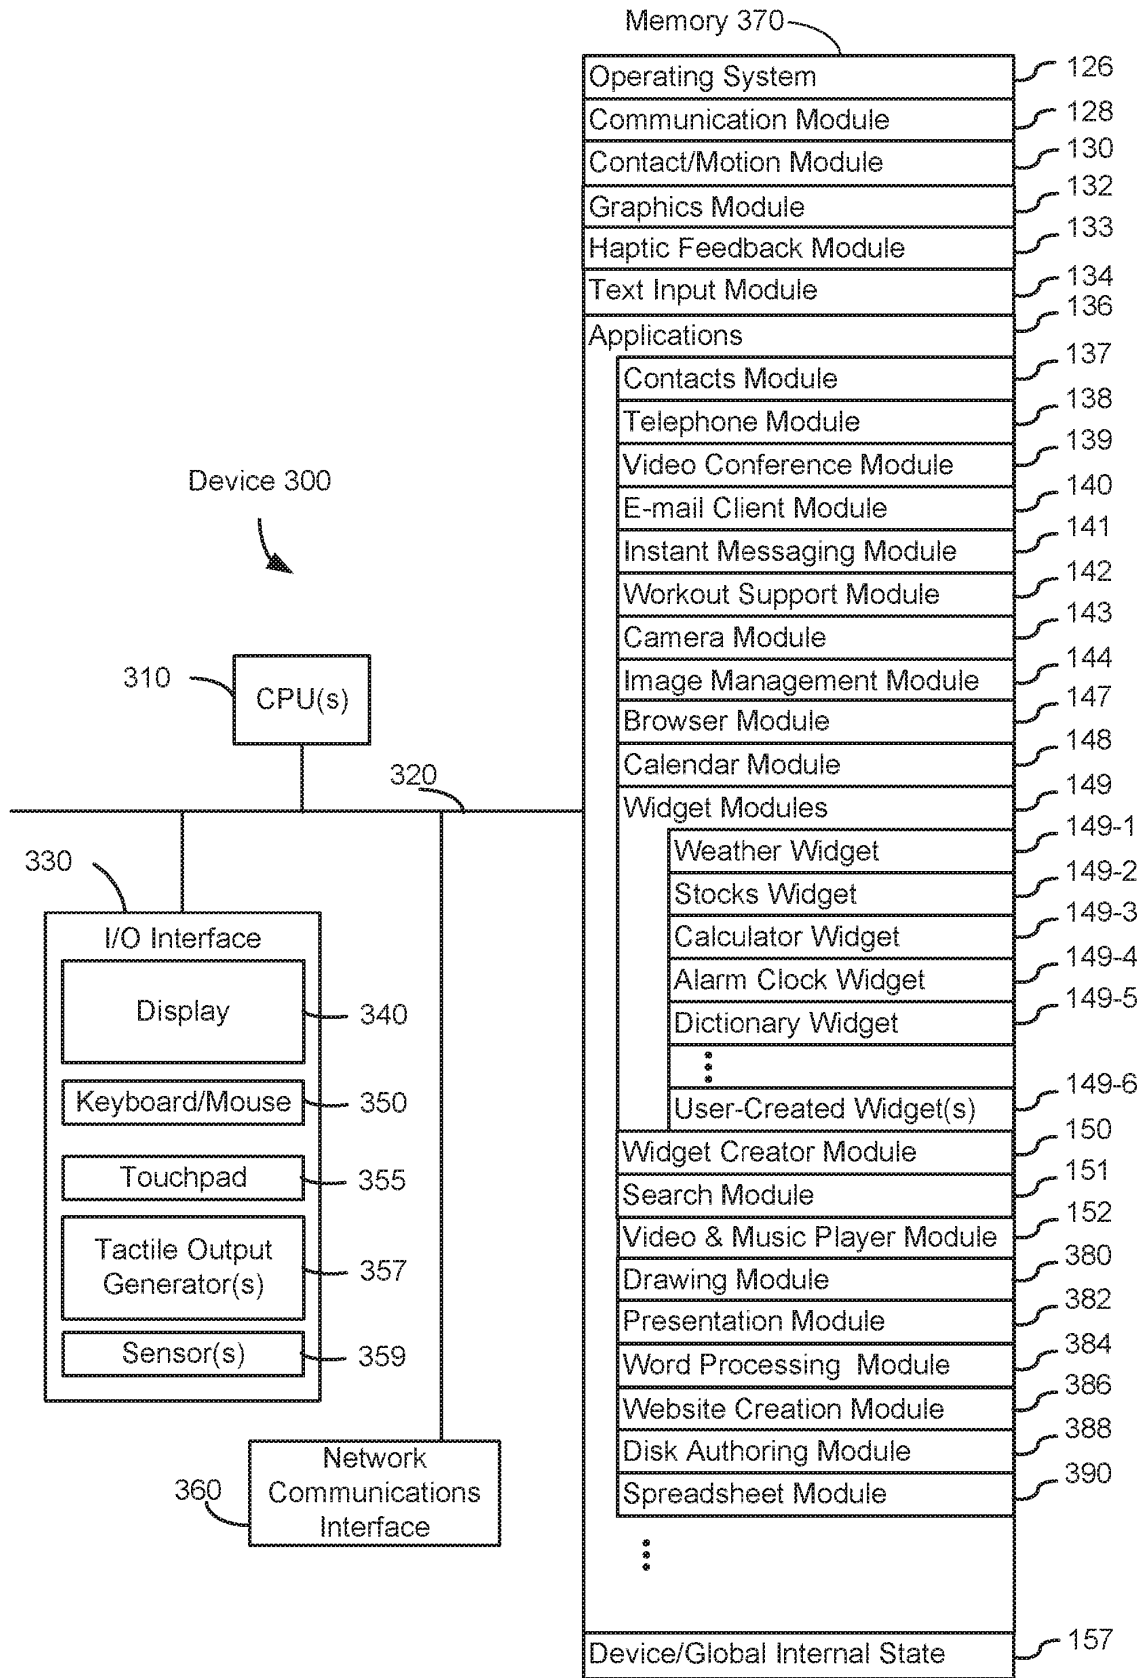 Memory 370
Operating System 126
Communication Module 128
Contact/Motion Module 130
Graphics Module 132
Haptic Feedback Module 133
Text Input Module 134
Applications 136
Contacts Module 137
Telephone Module 138
Video Conference Module 139
E-mail Client Module 140
Instant Messaging Module 141
Workout Support Module 142
Camera Module 143
Image Management Module 144
Browser Module 147
Calendar Module 148
Widget Modules 149
Weather Widget 149-1
Stocks Widget 149-2
Calculator Widget 149-3
Alarm Clock Widget 149-4
Dictionary Widget 149-5
User-Created Widget(s) 149-6
Widget Creator Module 150
Search Module 151
Video & Music Player Module 152
Drawing Module 380
Presentation Module 382
Word Processing Module 384
Website Creation Module 386
Disk Authoring Module 388
Spreadsheet Module 390
Device/Global Internal State 157
Device 300
310
CPU(s)
320
330
I/O Interface
Display 340
Keyboard/Mouse 350
Touchpad 355
Tactile Output
Generator(s) 357
Sensor(s) 359
360
Network
Communications
Interface